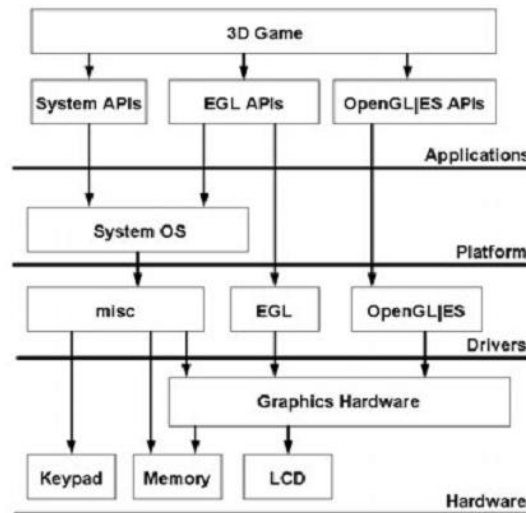 3D Game
System APIs
EGL APIs
OpenGL|ES APIs
Applications
System OS
Platform
misc
EGL
OpenGL|ES
Drivers
Graphics Hardware
Keypad
Memory
LCD
Hardware